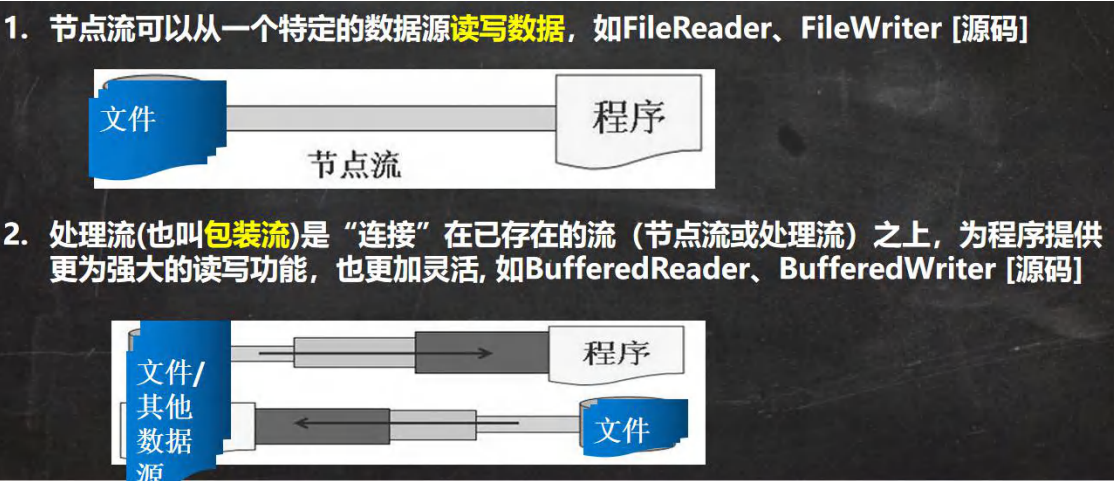 1. 节点流可以从一个特定的数据源读写数据，如FileReader、FileWriter [源码]
文件
程序
节点流
2. 处理流(也叫包装流)是“连接”在已存在的流（节点流或处理流）之上，为程序提供
更为强大的读写功能，也更加灵活, 如BufferedReader、BufferedWriter [源码]
文件/
其他
数据
源
程序
文件